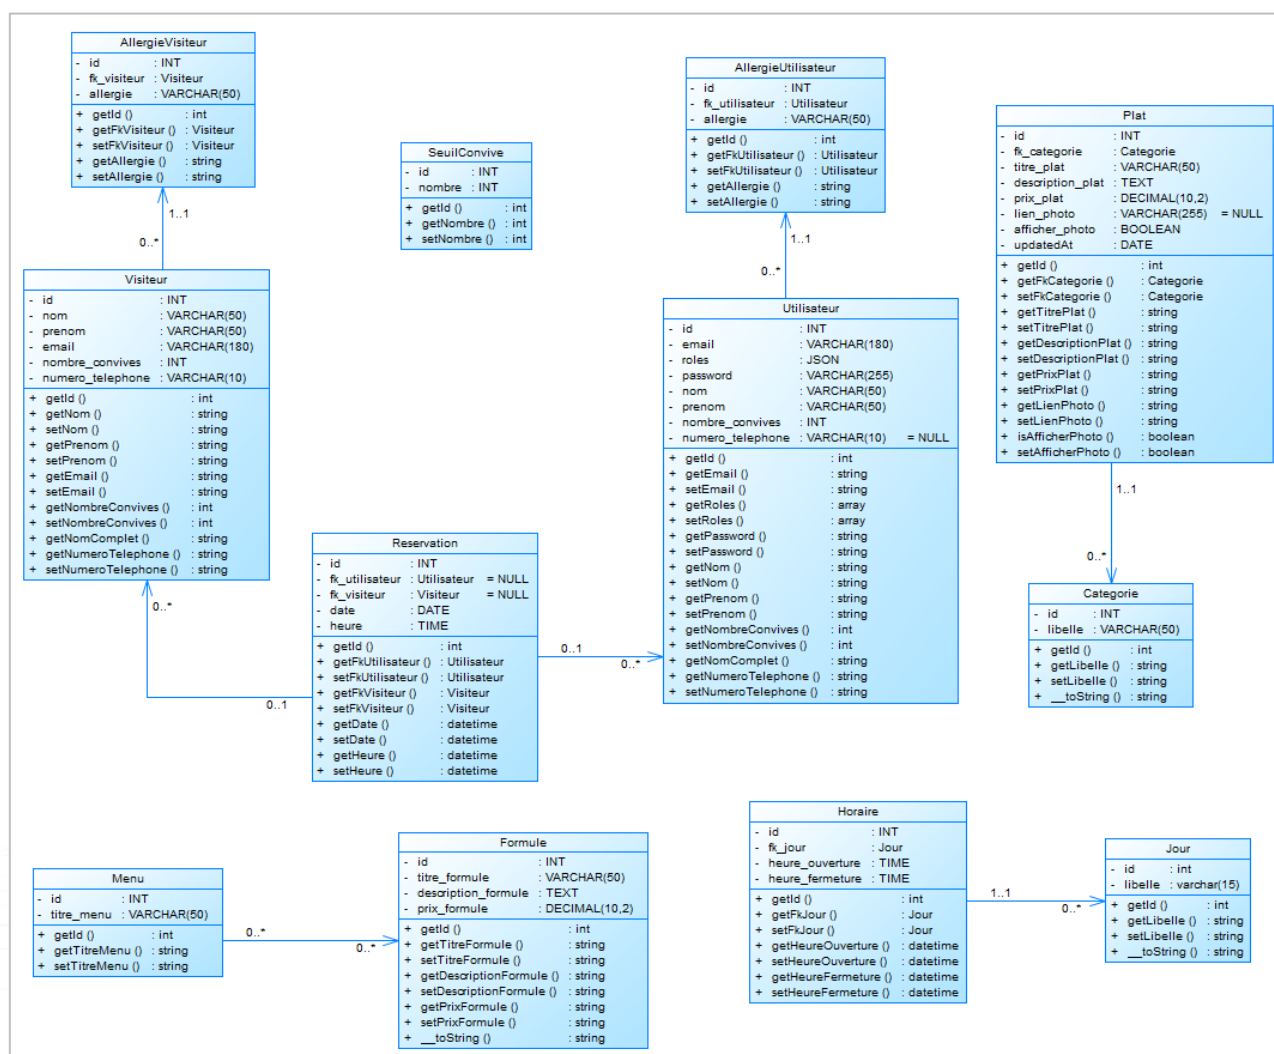 AllergieVisiteur
- id : INT
- fk_visiteur : Visiteur
- allergie : VARCHAR(50)
+ getId () : int
+ getFkVisiteur () : Visiteur
+ setFkVisiteur () : Visiteur
+ getAllergie () : string
+ setAllergie () : string
1..1
0..*
SeuilConvive
- id : INT
- nombre : INT
+ getId () : int
+ getNombre () : int
+ setNombre () : int
AllergieUtilisateur
- id : INT
- fk_utilisateur : Utilisateur
- allergie : VARCHAR(50)
+ getId () : int
+ getFkUtilisateur () : Utilisateur
+ setFkUtilisateur () : Utilisateur
+ getAllergie () : string
+ setAllergie () : string
1..1
0..*
Plat
- id : INT
- fk_categorie : Categorie
- titre_plat : VARCHAR(50)
- description_plat : TEXT
- prix_plat : DECIMAL(10,2)
- lien_photo : VARCHAR(255) = NULL
- afficher_photo : BOOLEAN
- updatedAt : DATE
+ getId () : int
+ getFkCategorie () : Categorie
+ setFkCategorie () : Categorie
+ getTitrePlat () : string
+ setTitrePlat () : string
+ getDescriptionPlat () : string
+ setDescriptionPlat () : string
+ getPrixPlat () : string
+ setPrixPlat () : string
+ getLienPhoto () : string
+ setLienPhoto () : string
+ isAfficherPhoto () : boolean
+ setAfficherPhoto () : boolean
1..1
0..*
Visiteur
- id : INT
- nom : VARCHAR(50)
- prenom : VARCHAR(50)
- email : VARCHAR(180)
- nombre_convives : INT
- numero_telephone : VARCHAR(10)
+ getId () : int
+ getNom () : string
+ setNom () : string
+ getPrenom () : string
+ setPrenom () : string
+ getEmail () : string
+ setEmail () : string
+ getNombreConvives () : int
+ setNombreConvives () : int
+ getNomComplet () : string
+ getNumeroTelephone () : string
+ setNumeroTelephone () : string
0..*
0..1
Reservation
- id : INT
- fk_utilisateur : Utilisateur = NULL
- fk_visiteur : Visiteur = NULL
- date : DATE
- heure : TIME
+ getId () : int
+ getFkUtilisateur () : Utilisateur
+ setFkUtilisateur () : Utilisateur
+ getFkVisiteur () : Visiteur
+ setFkVisiteur () : Visiteur
+ getDate () : datetime
+ setDate () : datetime
+ getHeure () : datetime
+ setHeure () : datetime
0..1
0..*
Utilisateur
- id : INT
- email : VARCHAR(180)
- roles : JSON
- password : VARCHAR(255)
- nom : VARCHAR(50)
- prenom : VARCHAR(50)
- nombre_convives : INT
- numero_telephone : VARCHAR(10) = NULL
+ getId () : int
+ getEmail () : string
+ setEmail () : string
+ getRoles () : array
+ setRoles () : array
+ getPassword () : string
+ setPassword () : string
+ getNom () : string
+ setNom () : string
+ getPrenom () : string
+ setPrenom () : string
+ getNombreConvives () : int
+ setNombreConvives () : int
+ getNomComplet () : string
+ getNumeroTelephone () : string
+ setNumeroTelephone () : string
Categorie
- id : INT
- libelle : VARCHAR(50)
+ getId () : int
+ getLibelle () : string
+ setLibelle () : string
+ __toString () : string
Menu
- id : INT
- titre_menu : VARCHAR(50)
+ getId () : int
+ getTitreMenu () : string
+ setTitreMenu () : string
0..*
0..*
Formule
- id : INT
- titre_formule : VARCHAR(50)
- description_formule : TEXT
- prix_formule : DECIMAL(10,2)
+ getId () : int
+ getTitreFormule () : string
+ setTitreFormule () : string
+ getDescriptionFormule () : string
+ setDescriptionFormule () : string
+ getPrixFormule () : string
+ setPrixFormule () : string
+ __toString () : string
Horaire
- id : INT
- fk_jour : Jour
- heure_ouverture : TIME
- heure_fermeture : TIME
+ getId () : int
+ getFkJour () : Jour
+ setFkJour () : Jour
+ getHeureOuverture () : datetime
+ setHeureOuverture () : datetime
+ getHeureFermeture () : datetime
+ setHeureFermeture () : datetime
1..1
0..*
Jour
- id : int
- libelle : varchar(15)
+ getId () : int
+ getLibelle () : string
+ setLibelle () : string
+ __toString () : string